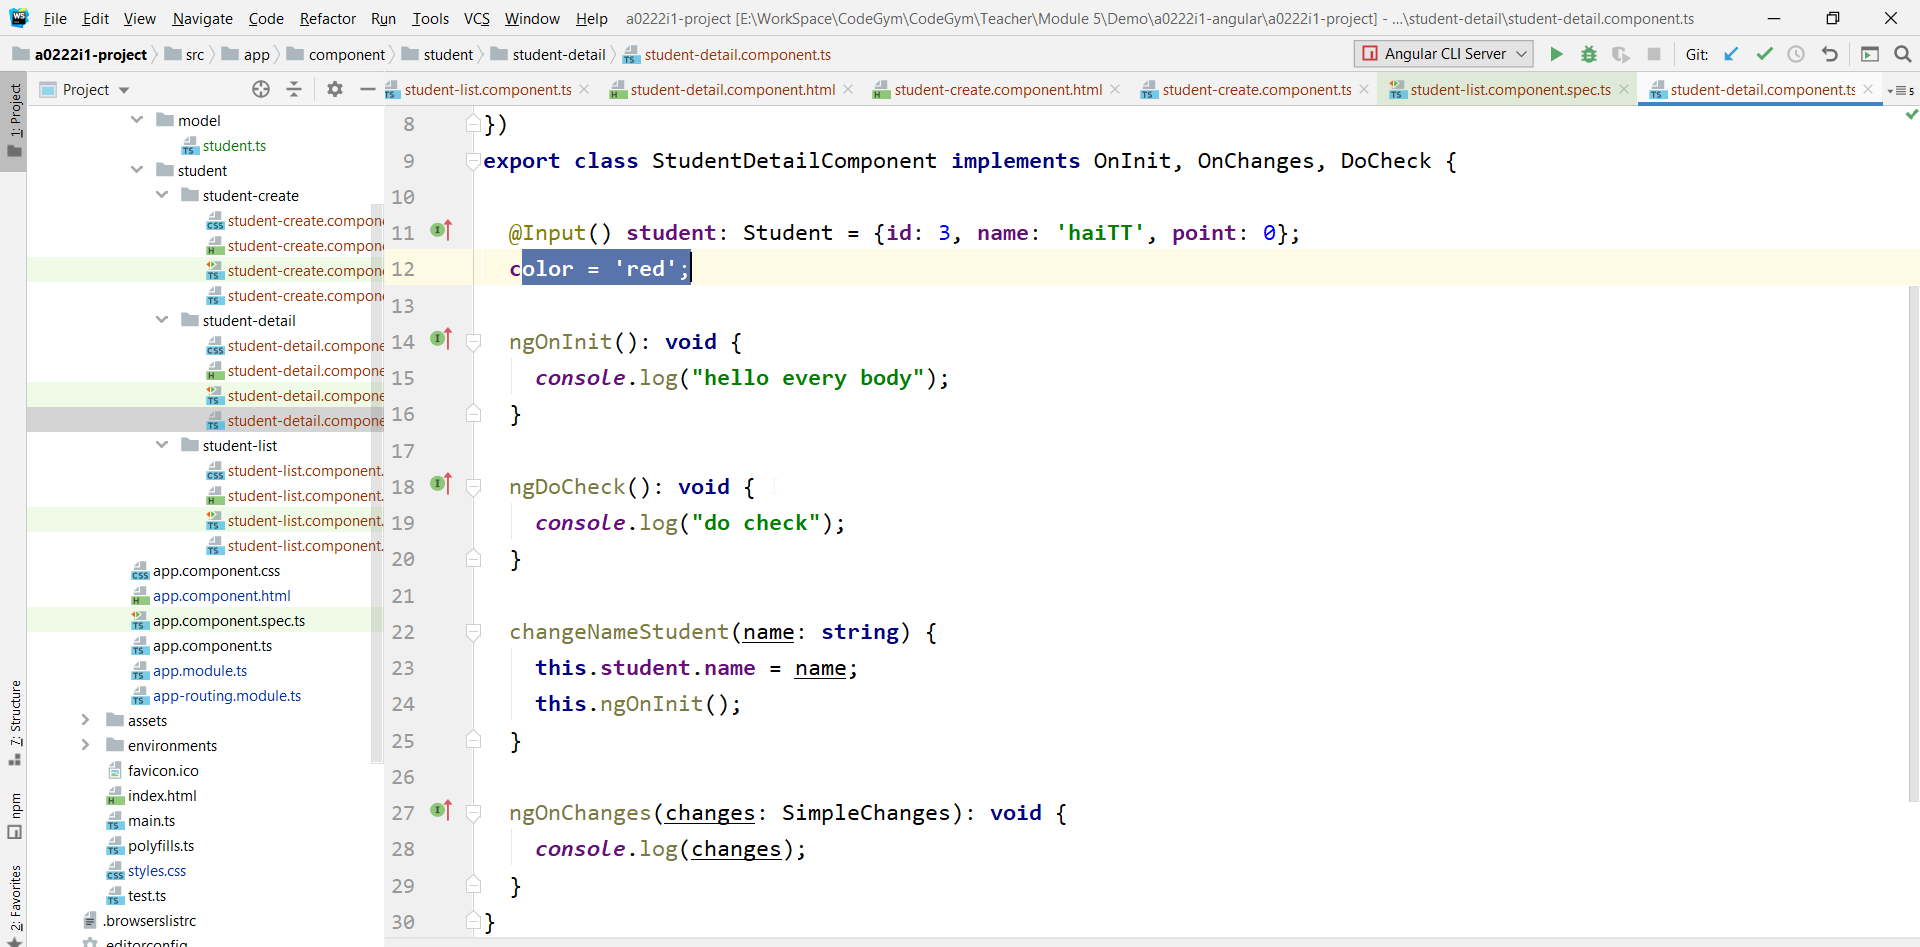 File Edit View Navigate Code Refactor Run Tools VCS Window Help a0222i1-project [E:\WorkSpace\CodeGym\CodeGym\Teacher\Module 5\Demo\a0222i1-angular\a0222i1-project] - ...\student-detail\student-detail.component.ts
a0222i1-project src app component student student-detail student-detail.component.ts Angular CLI Server Git:
Project student-list.component.ts student-detail.component.html student-create.component.html student-create.component.ts student-list.component.spec.ts student-detail.component.ts 5
1: Project
7: Structure
npm
2: Favorites
model
student.ts
student
student-create
student-create.compone
student-create.compone
student-create.compone
student-create.compone
student-detail
student-detail.compone
student-detail.compone
student-detail.compone
student-detail.compone
student-list
student-list.component.
student-list.component.
student-list.component.
student-list.component.
app.component.css
app.component.html
app.component.spec.ts
app.component.ts
app.module.ts
app-routing.module.ts
assets
environments
favicon.ico
index.html
main.ts
polyfills.ts
styles.css
test.ts
.browserslistrc
.editorconfig
8 })
9 export class StudentDetailComponent implements OnInit, OnChanges, DoCheck {
10
11 @Input() student: Student = {id: 3, name: 'haiTT', point: 0};
12 color = 'red';
13
14 ngOnInit(): void {
15 console.log("hello every body");
16 }
17
18 ngDoCheck(): void {
19 console.log("do check");
20 }
21
22 changeNameStudent(name: string) {
23 this.student.name = name;
24 this.ngOnInit();
25 }
26
27 ngOnChanges(changes: SimpleChanges): void {
28 console.log(changes);
29 }
30 }